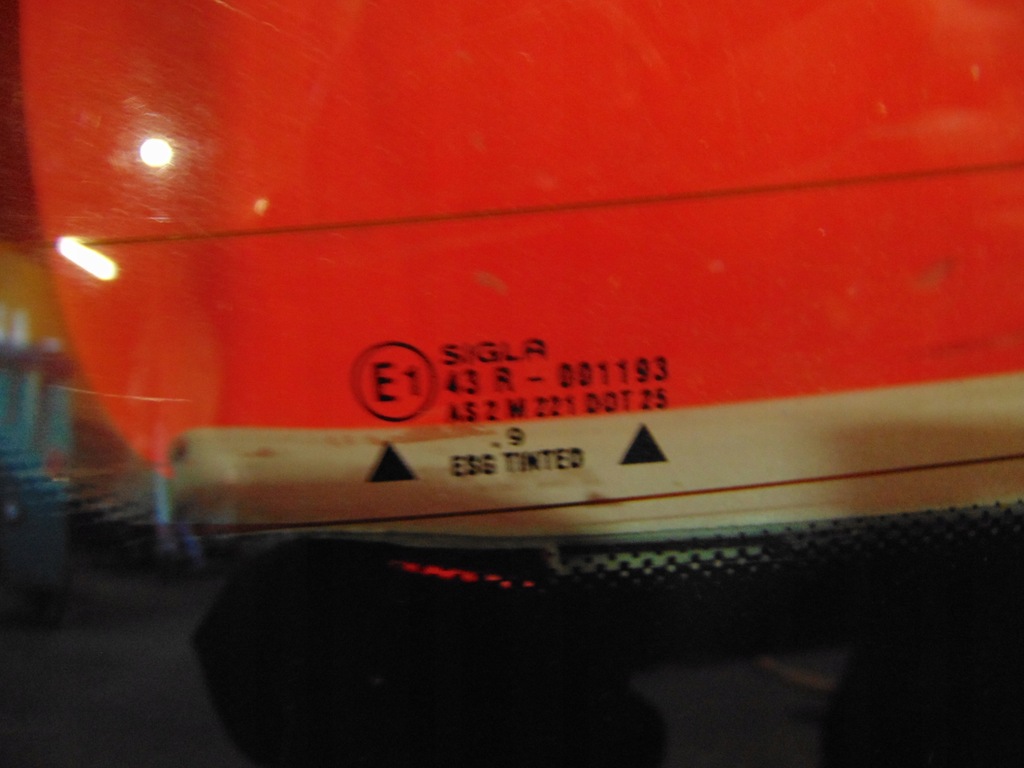 E1
SIGLA
43 R - 001193
AS 2 M 221 DOT 25
. 9
ESG TINTED